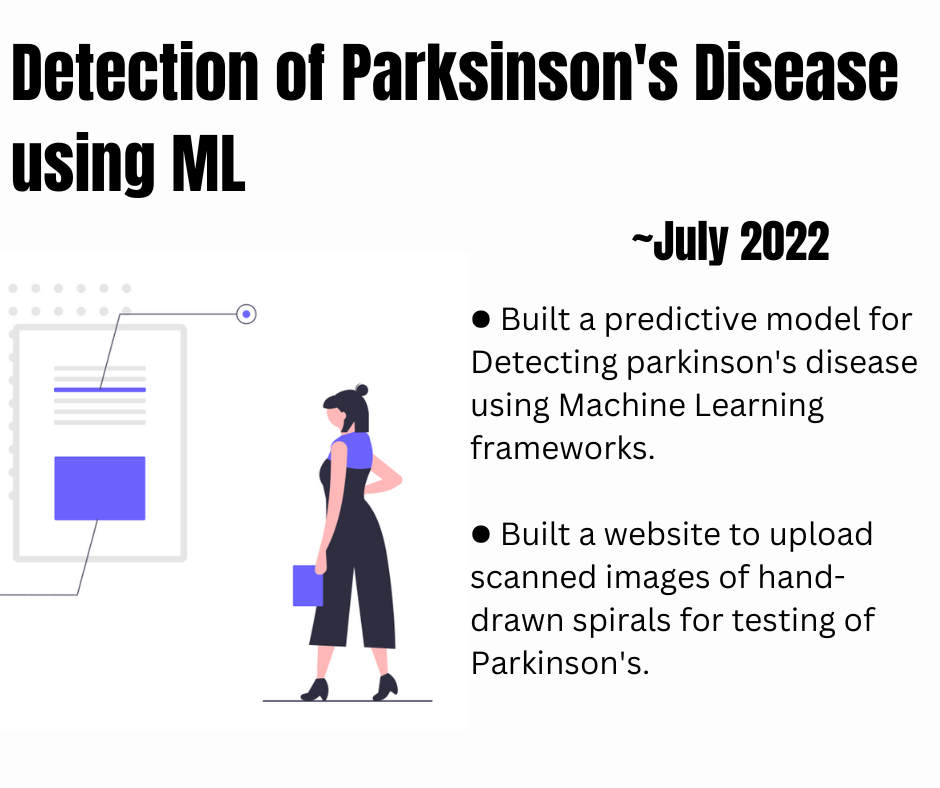 Detection of Parksinson's Disease
using ML
~July 2022
● Built a predictive model for
Detecting parkinson's disease
using Machine Learning
frameworks.
● Built a website to upload
scanned images of hand-
drawn spirals for testing of
Parkinson's.